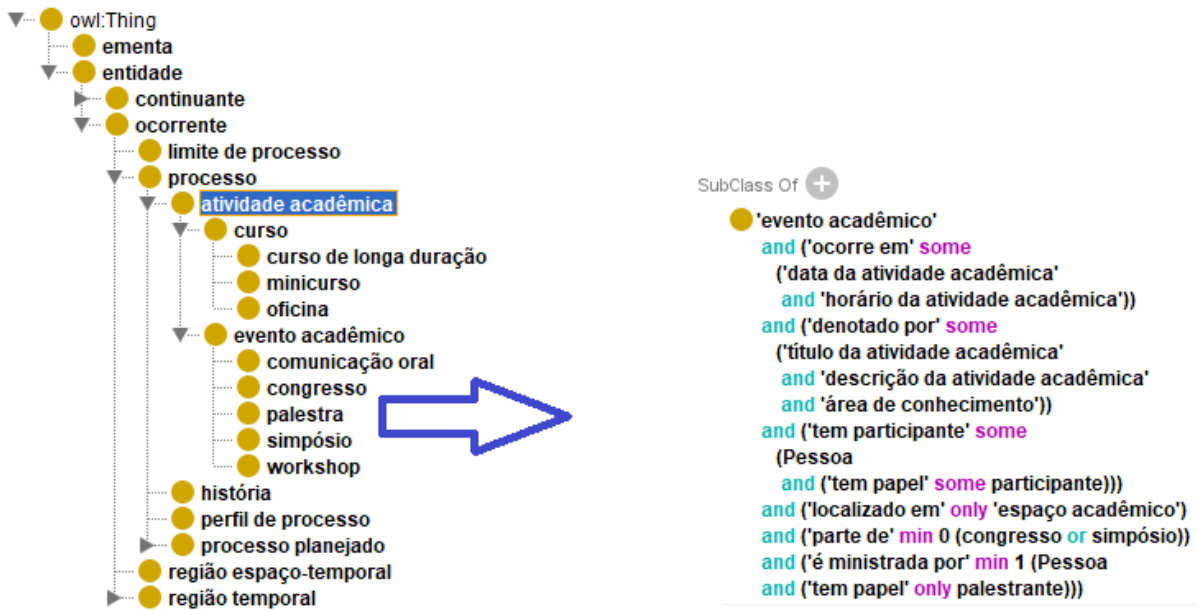 owl:Thing
ementa
entidade
continuante
ocorrente
limite de processo
processo
atividade acadêmica
curso
curso de longa duração
minicurso
oficina
evento acadêmico
comunicação oral
congresso
palestra
simpósio
workshop
história
perfil de processo
processo planejado
região espaço-temporal
região temporal
SubClass Of
'evento acadêmico'
and ('ocorre em' some
('data da atividade acadêmica'
and 'horário da atividade acadêmica'))
and ('denotado por' some
('título da atividade acadêmica'
and 'descrição da atividade acadêmica'
and 'área de conhecimento'))
and ('tem participante' some
(Pessoa
and ('tem papel' some participante)))
and ('localizado em' only 'espaço acadêmico')
and ('parte de' min 0 (congresso or simpósio))
and ('é ministrada por' min 1 (Pessoa
and ('tem papel' only palestrante)))